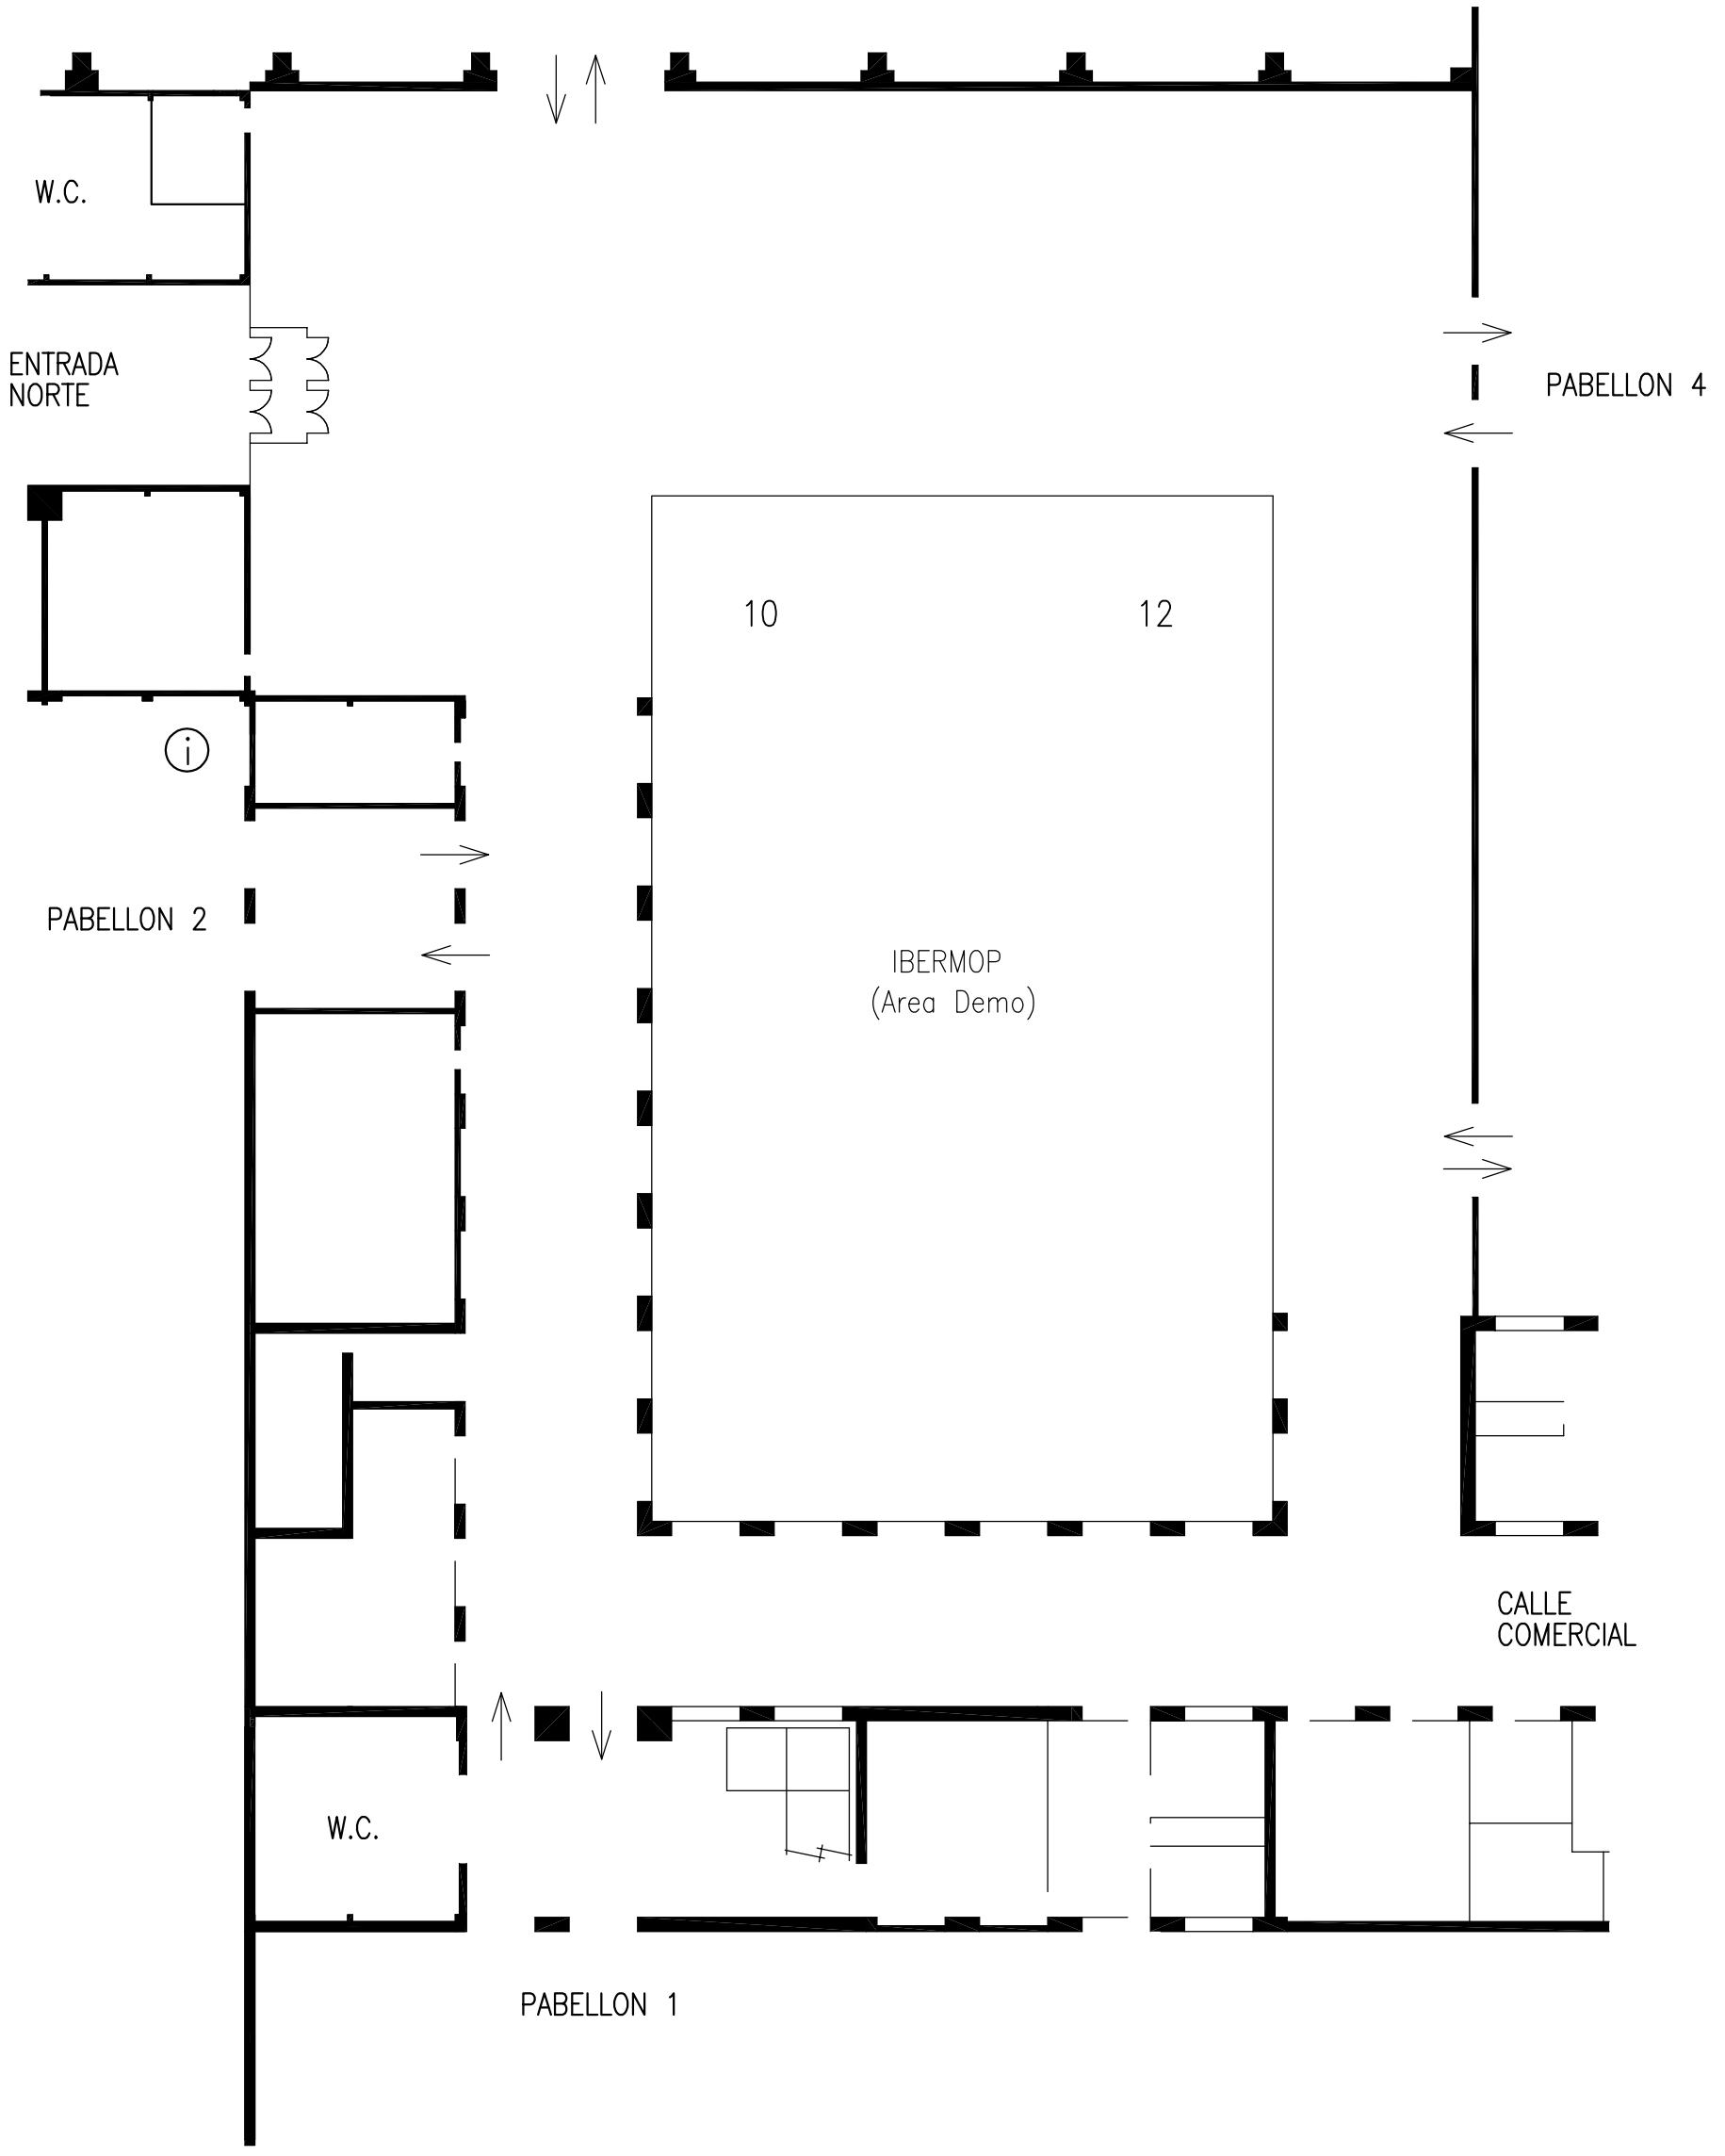 W.C.
ENTRADA
NORTE
PABELLON 4
10
12
i
PABELLON 2
IBERMOP
(Area Demo)
CALLE
COMERCIAL
W.C.
PABELLON 1